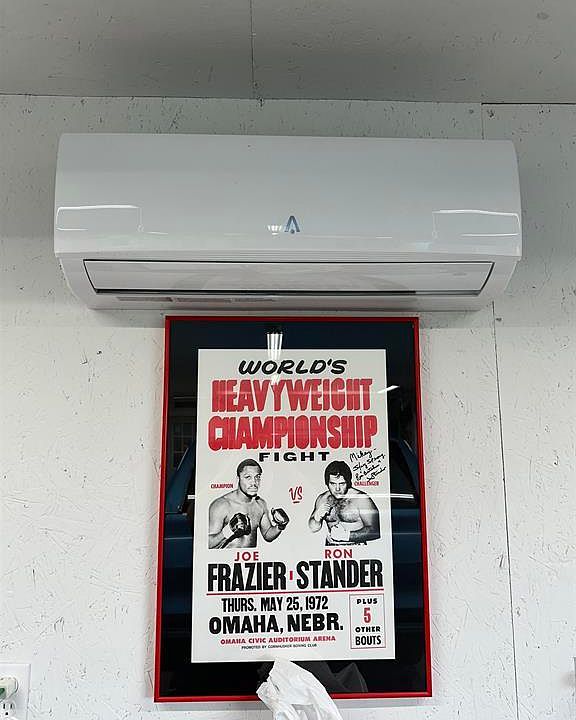 WORLD'S
HEAVYWEIGHT
CHAMPIONSHIP
FIGHT
Mikey
CHAMPION
VS
CHALLENGER
JOE
RON
FRAZIER STANDER
THURS. MAY 25, 1972
OMAHA, NEBR.
OMAHA CIVIC AUDITORIUM ARENA
PROMOTED BY CORNHUSKER BOXING CLUB
PLUS
5
OTHER
BOUTS